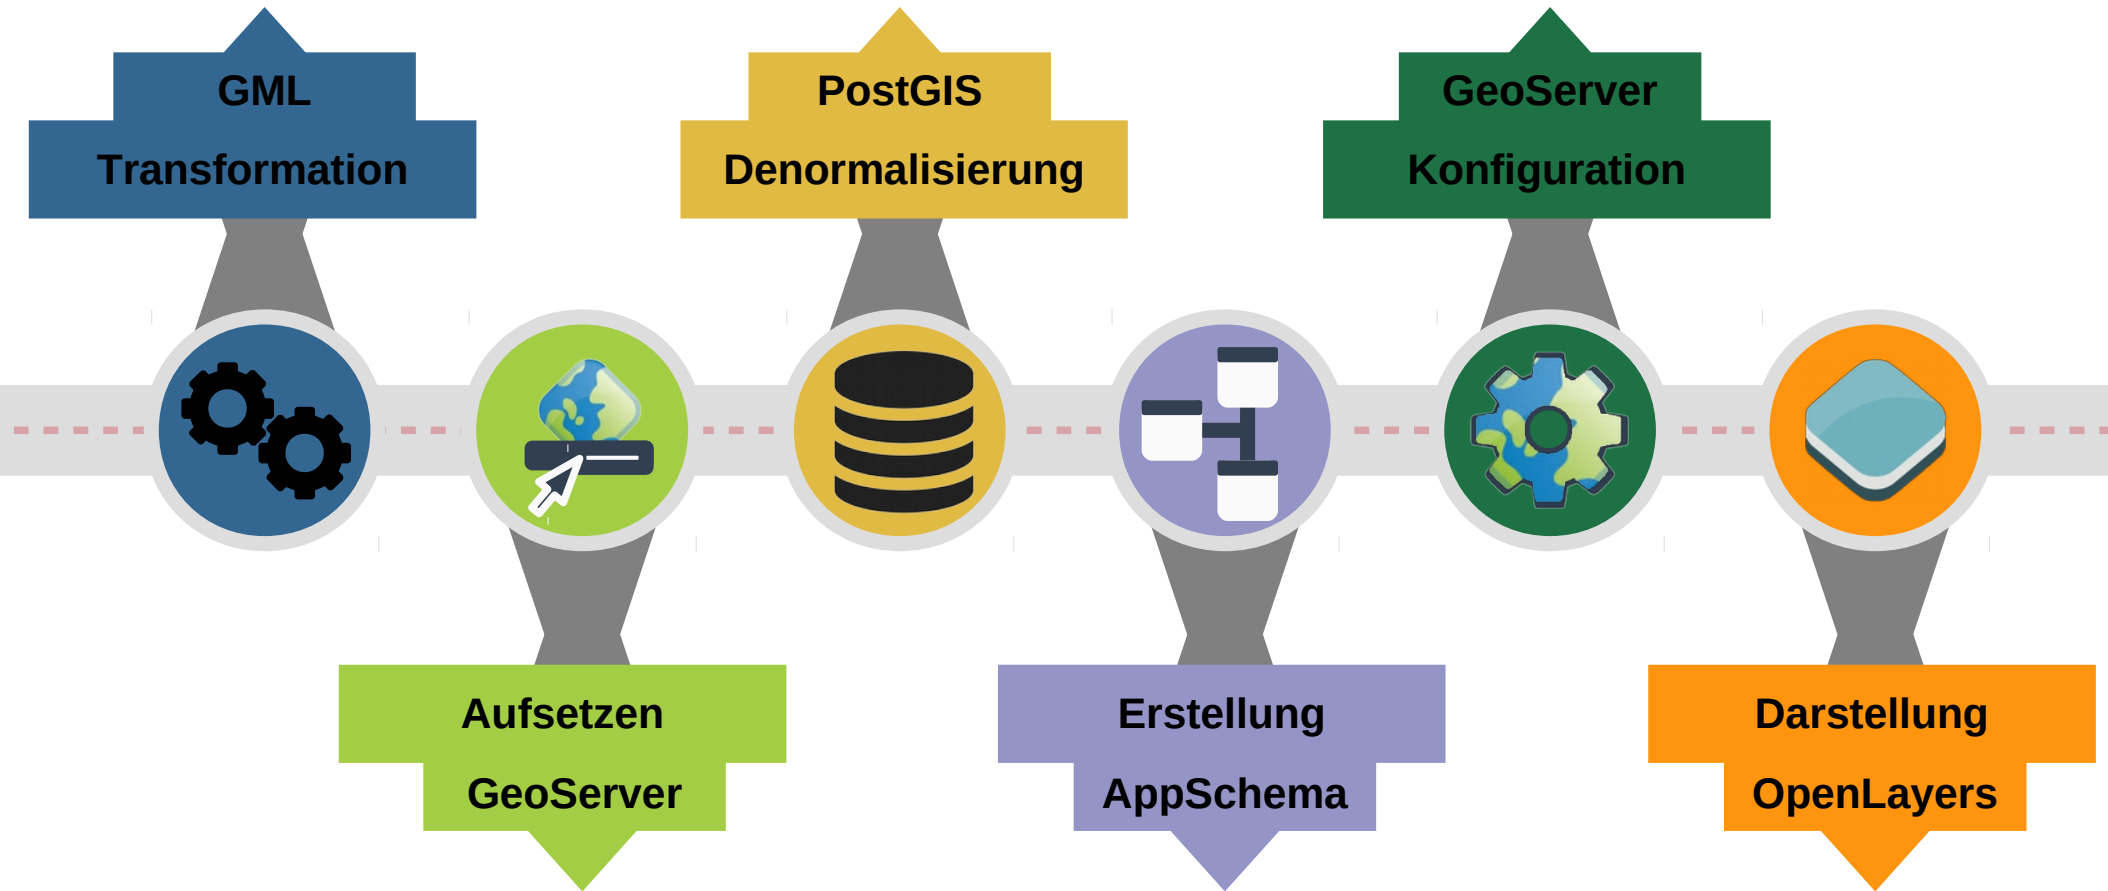 GML
Transformation
Aufsetzen
GeoServer
PostGIS
Denormalisierung
Erstellung
AppSchema
GeoServer
Konfiguration
Darstellung
OpenLayers